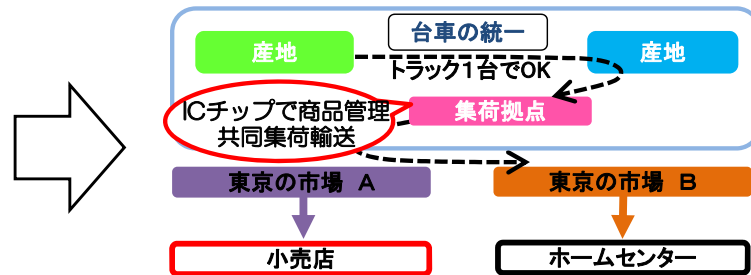 台車の統一
産地
産地
トラック１台でOK
ICチップで商品管理
共同集荷輸送
集荷拠点
東京の市場 A
東京の市場 B
小売店
ホームセンター